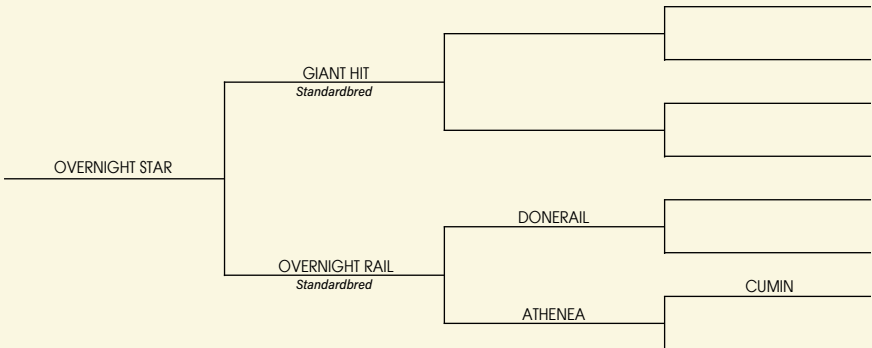 GIANT HIT
Standardbred
OVERNIGHT STAR
DONERAIL
OVERNIGHT RAIL
Standardbred
CUMIN
ATHENEA